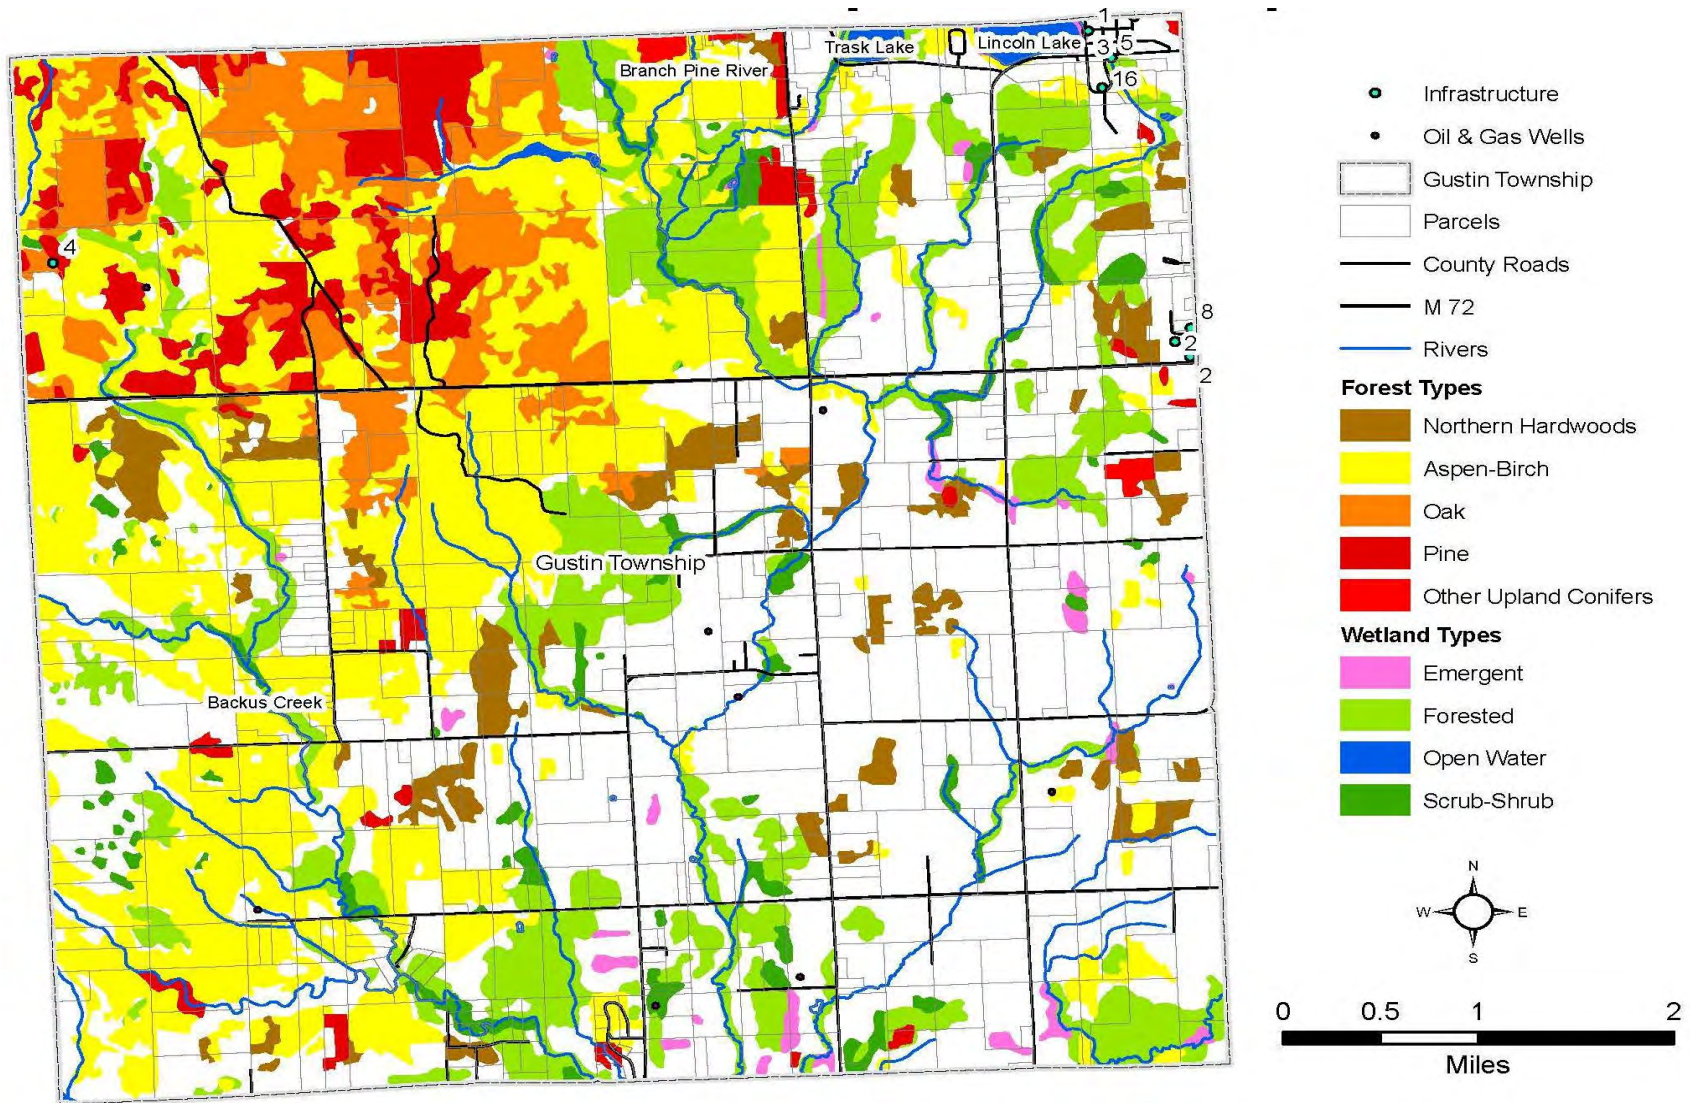 1
Trask Lake
Lincoln Lake
3
5
Branch Pine River
16
4
8
2
2
Gustin Township
Backus Creek
Infrastructure
Oil & Gas Wells
Gustin Township
Parcels
County Roads
M 72
Rivers
Forest Types
Northern Hardwoods
Aspen-Birch
Oak
Pine
Other Upland Conifers
Wetland Types
Emergent
Forested
Open Water
Scrub-Shrub
N
W E
S
0 0.5 1 2
Miles